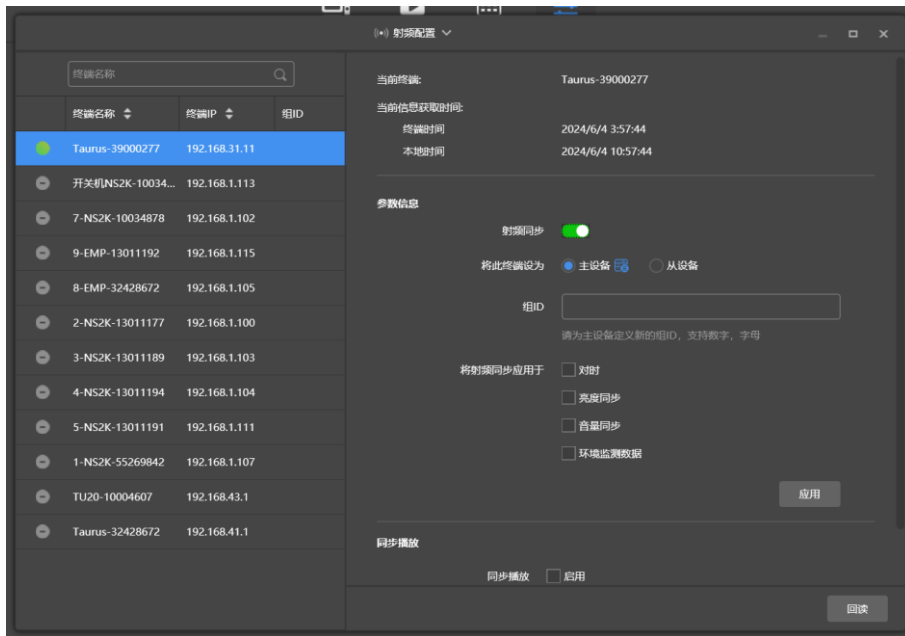 射频配置
终端名称
终端名称 终端IP 组ID
Taurus-39000277 192.168.31.11
开关机NS2K-10034... 192.168.1.113
7-NS2K-10034878 192.168.1.102
9-EMP-13011192 192.168.1.115
8-EMP-32428672 192.168.1.105
2-NS2K-13011177 192.168.1.100
3-NS2K-13011189 192.168.1.103
4-NS2K-13011194 192.168.1.104
5-NS2K-13011191 192.168.1.111
1-NS2K-55269842 192.168.1.107
TU20-10004607 192.168.43.1
Taurus-32428672 192.168.41.1
当前终端: Taurus-39000277
当前信息获取时间:
终端时间 2024/6/4 3:57:44
本地时间 2024/6/4 10:57:44
参数信息
射频同步
将此终端设为 主设备 从设备
组ID
请为主设备定义新的组ID，支持数字，字母
将射频同步应用于 对时
亮度同步
音量同步
环境监测数据
应用
同步播放
同步播放 启用
回读